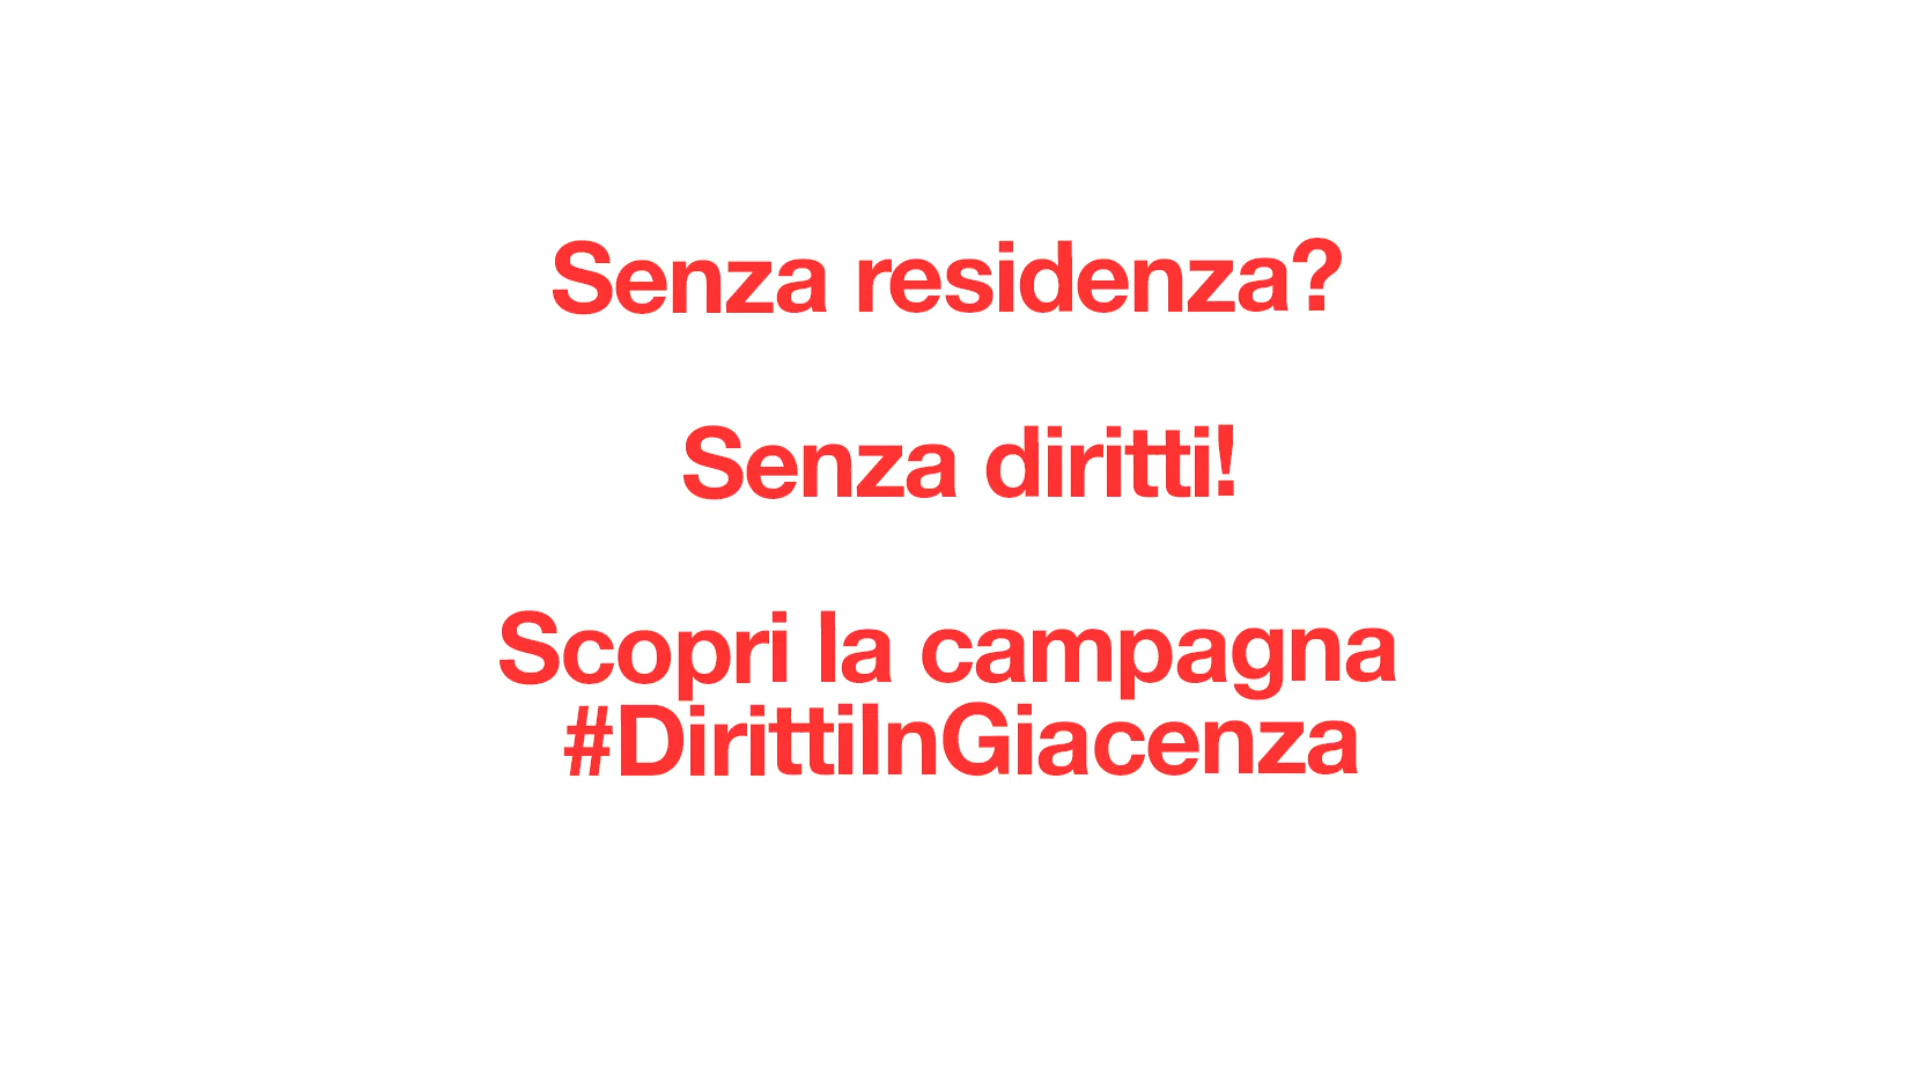 Senza residenza?
Senza diritti!
Scopri la campagna
#DirittiInGiacenza